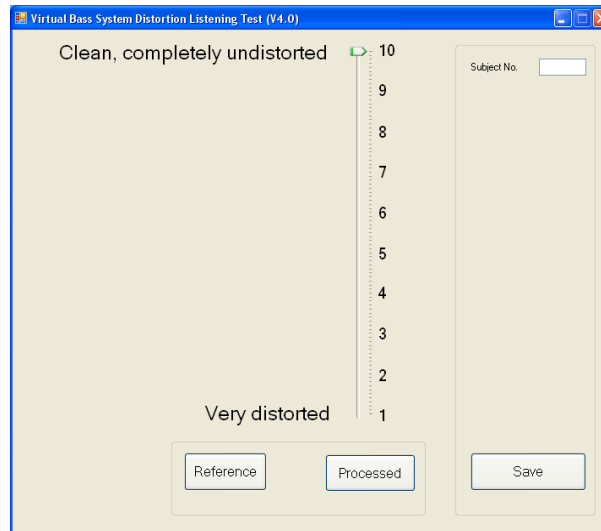 Virtual Bass System Distortion Listening Test (V4.0)
Clean, completely undistorted
10
Subject No.
9
8
7
6
5
4
3
2
Very distorted
1
Reference
Processed
Save